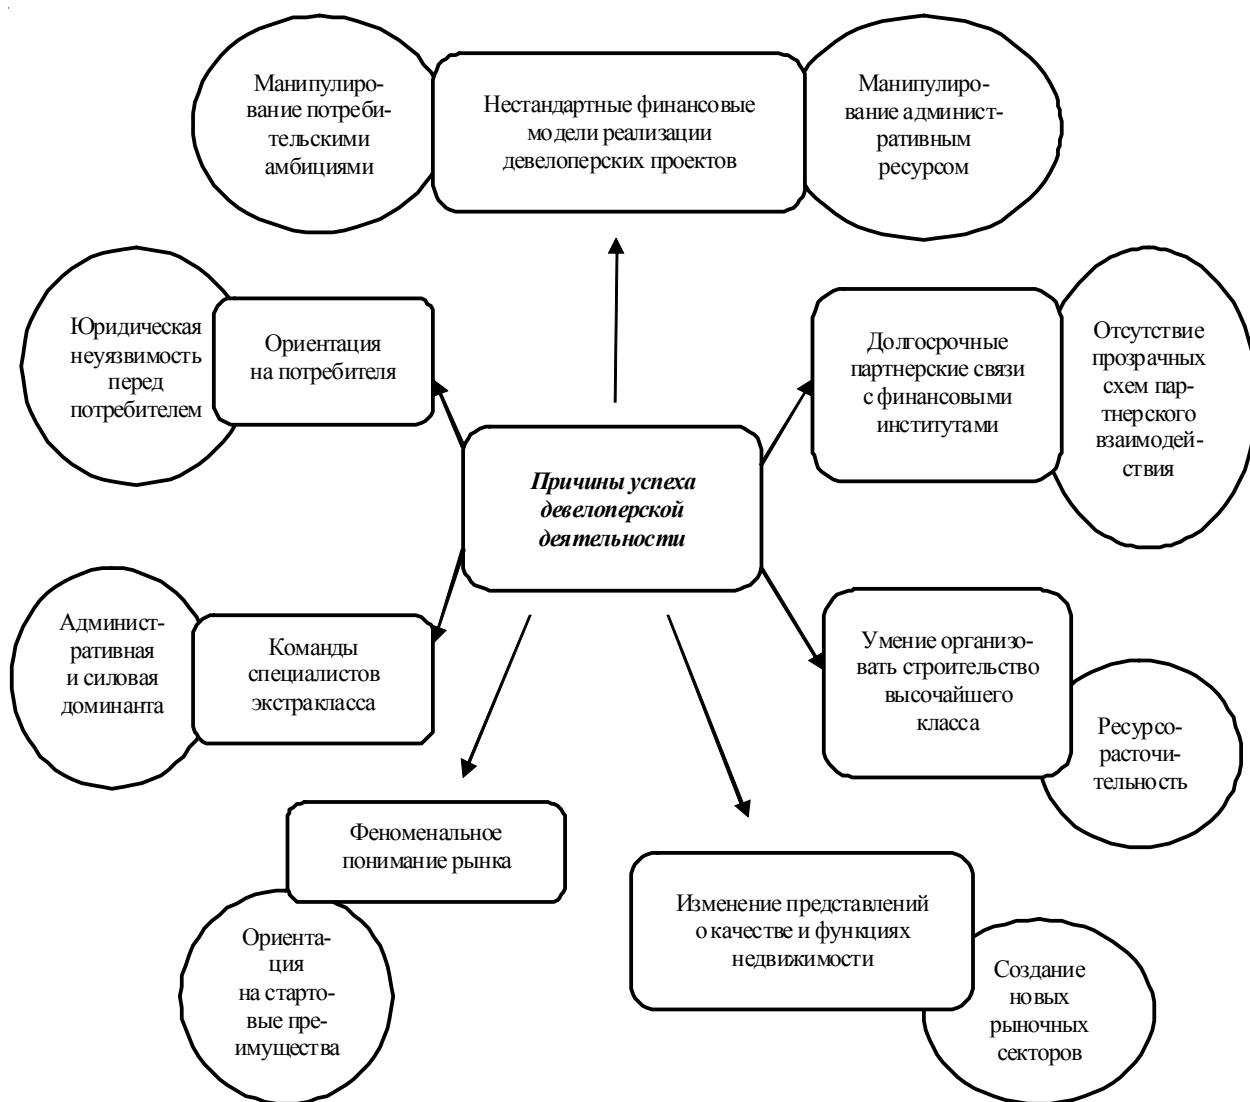 Манипулиро-
вание потреби-
тельскими
амбициями
Нестандартные финансовые
модели реализации
девелоперских проектов
Манипулиро-
вание админист-
ративным
ресурсом
Юридическая
неуязвимость
перед
потребителем
Ориентация
на потребителя
Долгосрочные
партнерские связи
с финансовыми
институтами
Отсутствие
прозрачных
схем пар-
тнерского
взаимодей-
ствия
Причины успеха
девелоперской
деятельности
Админист-
ративная
и силовая
доминанта
Команды
специалистов
экстракласса
Умение организо-
вать строительство
высочайшего
класса
Ресурсо-
расточи-
тельность
Феноменальное
понимание рынка
Ориента-
ция
на старто-
вые пре-
имущества
Изменение представлений
о качестве и функциях
недвижимости
Создание
новых
рыночных
секторов